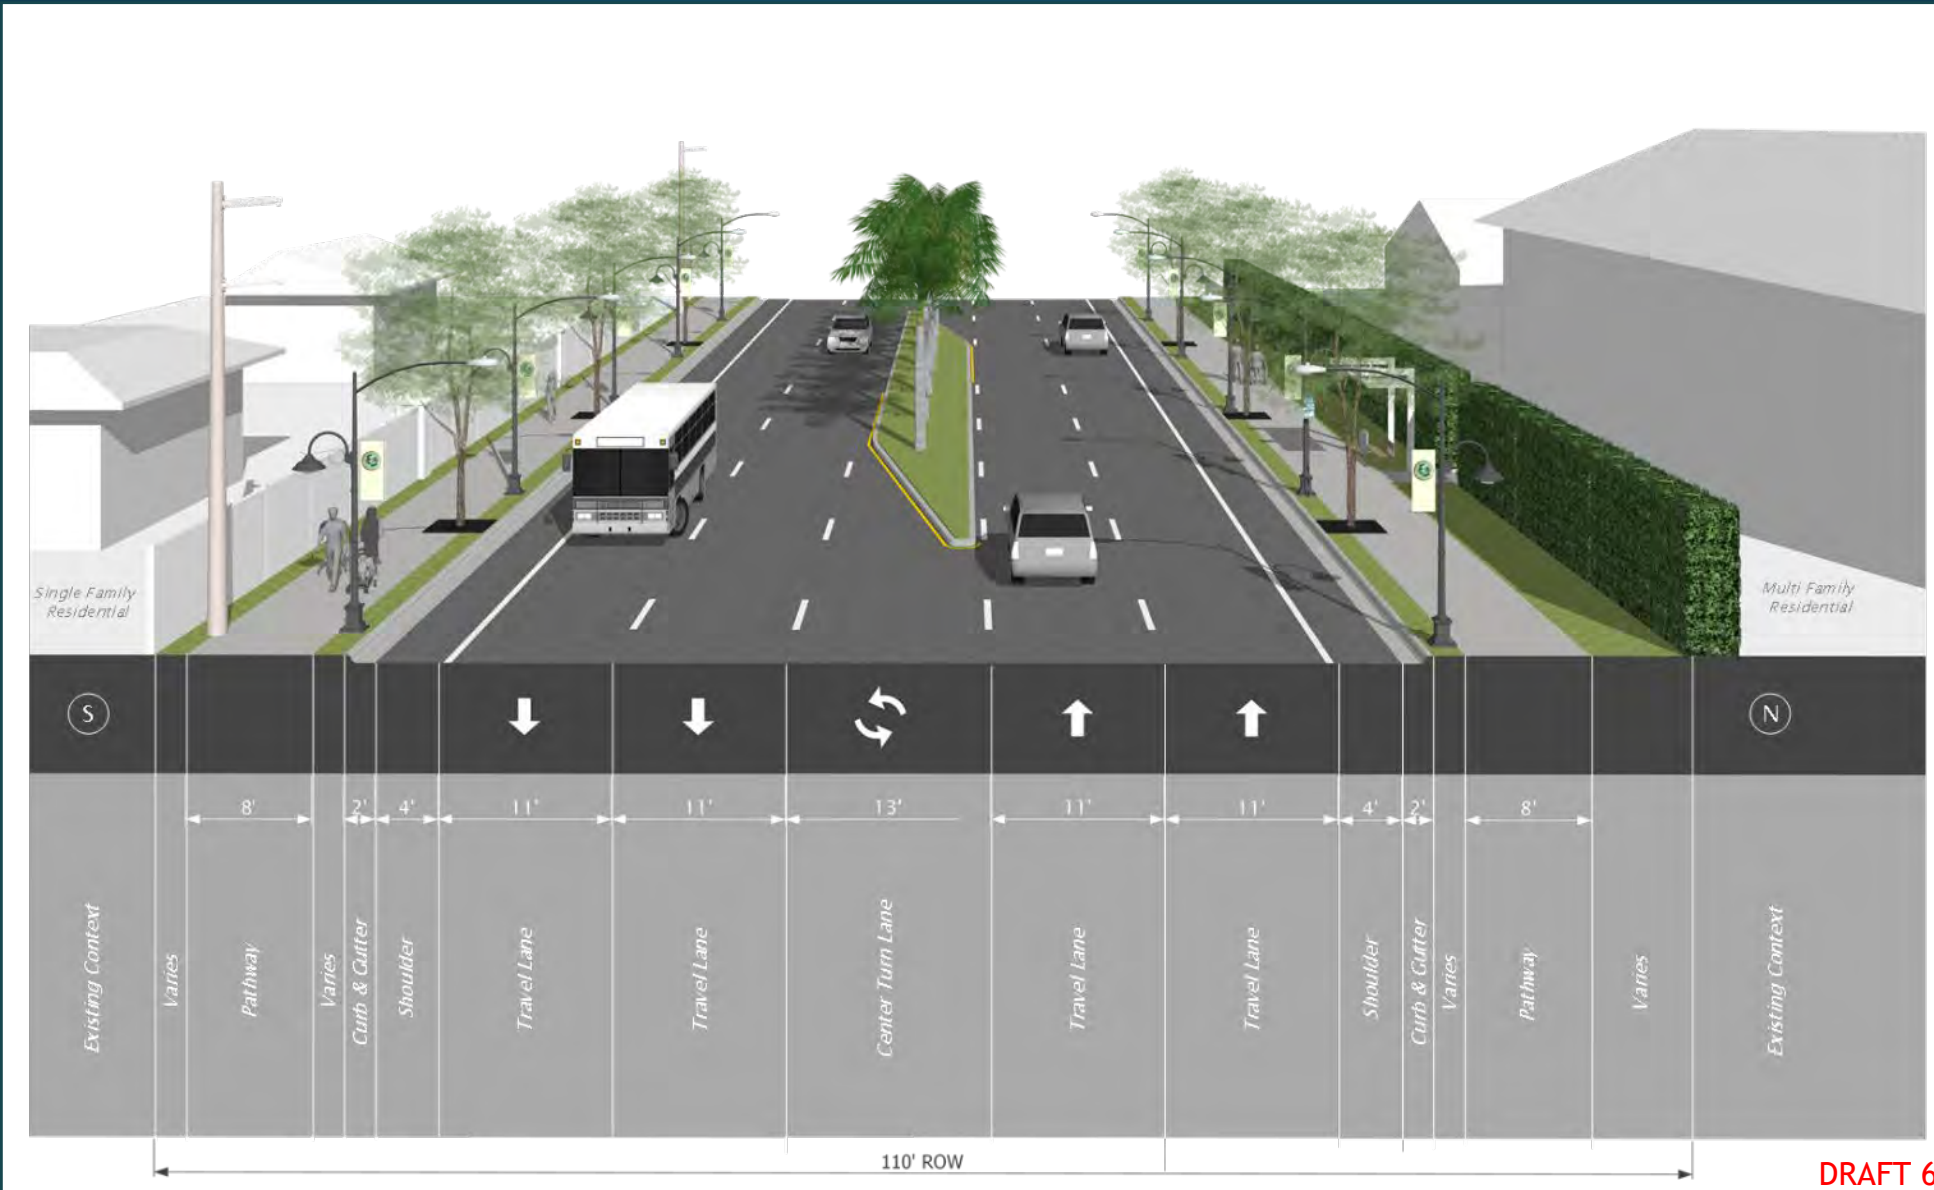 Single Family
Residential
Multi Family
Residential
S
N
8'
2'
4'
11'
11'
13'
11'
11'
4'
2'
8'
Existing Context
Varies
Pathway
Varies
Curb & Gutter
Shoulder
Travel Lane
Travel Lane
Center Turn Lane
Travel Lane
Travel Lane
Shoulder
Curb & Gutter
Varies
Pathway
Varies
Existing Context
110' ROW
DRAFT 6